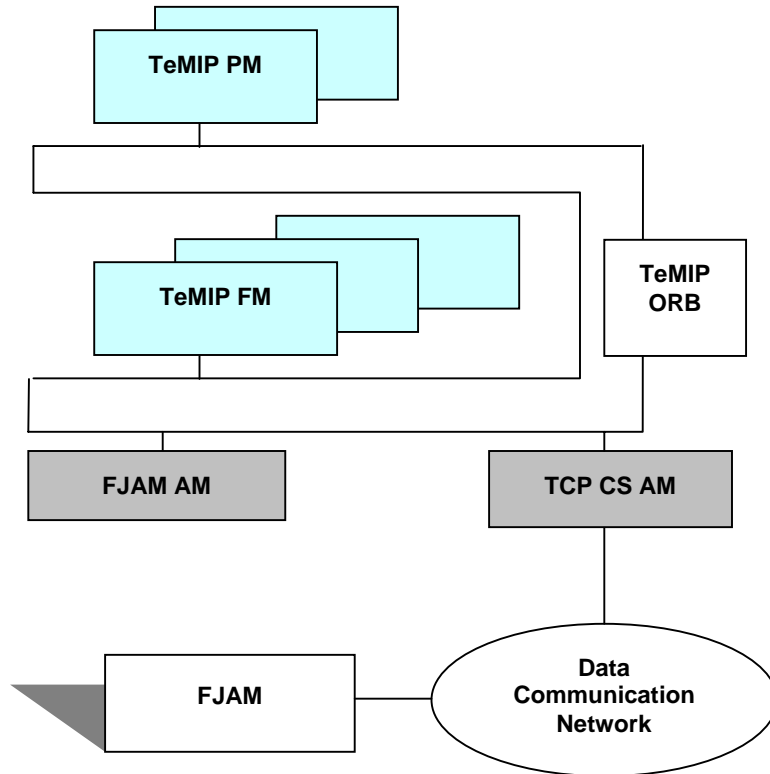 TeMIP PM
TeMIP FM
TeMIP
ORB
FJAM AM
TCP CS AM
FJAM
Data
Communication
Network